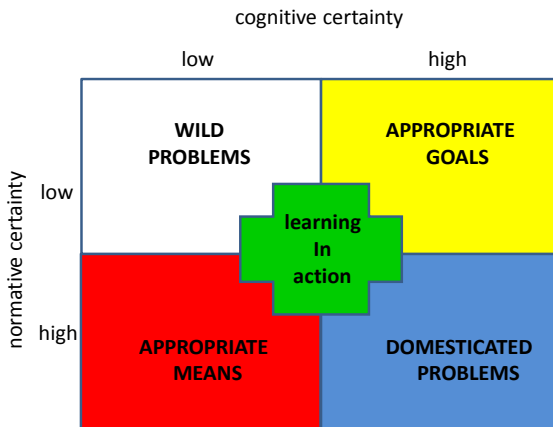 cognitive certainty
low
high
WILD
PROBLEMS
APPROPRIATE
GOALS
normative certainty
low
learning
In
action
high
APPROPRIATE
MEANS
DOMESTICATED
PROBLEMS